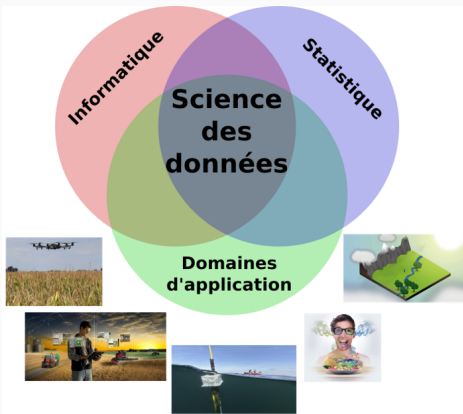 Informatique
Statistique
Science
des
données
Domaines
d'application